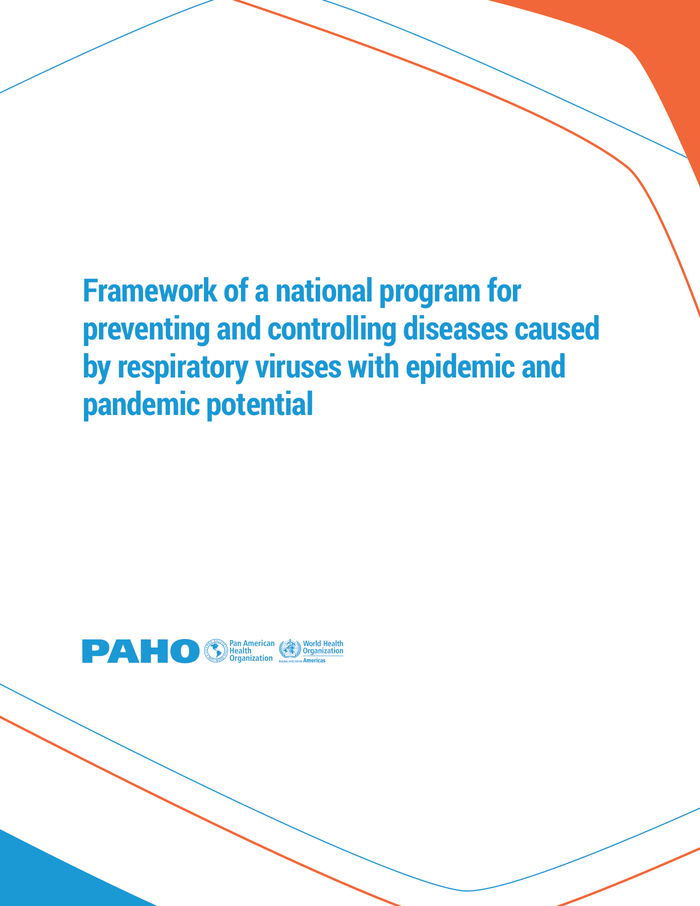 Framework of a national program for
preventing and controlling diseases caused
by respiratory viruses with epidemic and
pandemic potential
PAHO
Pan American
Health
Organization
World Health
Organization
Americas